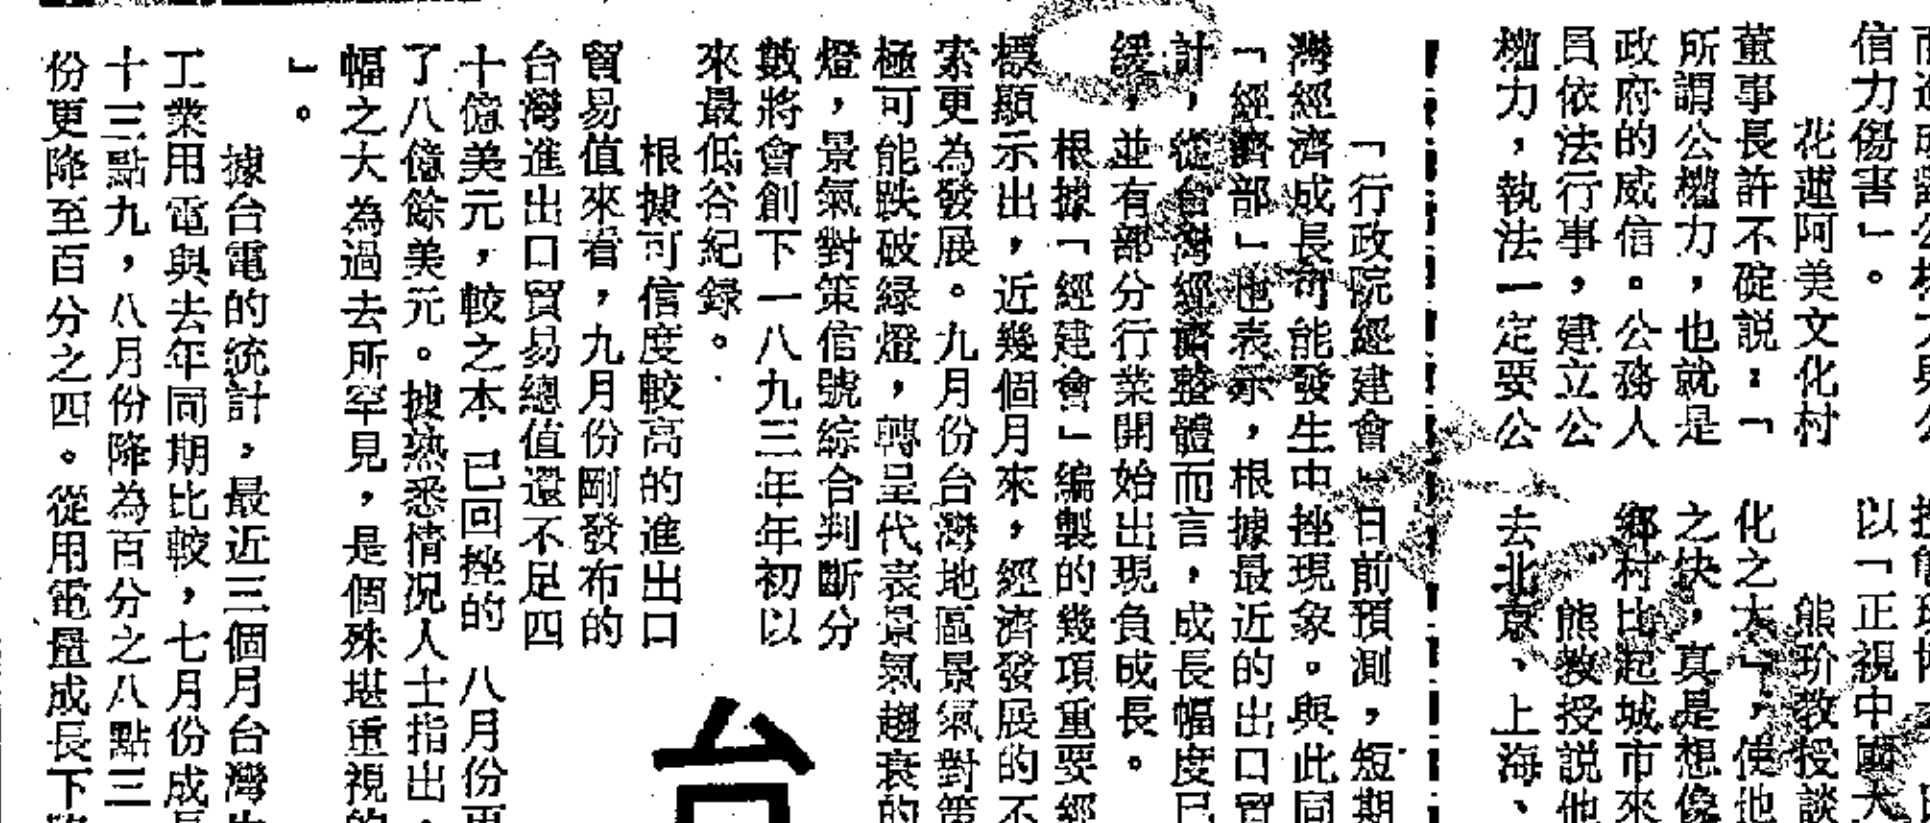 信力傷害」。
花蓮阿美文化村
董事長許不碇説：「
所謂公權力，也就是
政府的威信。公務人
員依法行事，建立公
權力，執法一定要公
以「正視中國大
熊玠教授談
化之大」，使他
之快，真是想像
鄉村比起城市來
熊教授説他
去北京、上海、
「行政院經建會」日前預測，短期
灣經濟成長可能發生中挫現象。與此同
「經濟部」也表示，根據最近的出口貿
計，從台灣經濟整體而言，成長幅度已
緩，並有部分行業開始出現負成長。
根據「經建會」編製的幾項重要經
標顯示出，近幾個月來，經濟發展的不
索更為發展。九月份台灣地區景氣對策
極可能跌破緑燈，轉呈代表景氣趨衰的
燈，景氣對策信號綜合判斷分
數將會創下一八九三年年初以
來最低谷紀録。
根據可信度較高的進出口
貿易值來看，九月份剛發布的
台灣進出口貿易總值還不足四
十億美元，較之本 已回挫的 八月份再
了八億餘美元。據熟悉情况人士指出，
幅之大為過去所罕見，是個殊堪重視的
」。
據台電的統計，最近三個月台灣
工業用電與去年同期比較，七月份成長
十三點九，八月份降為百分之八點三
份更降至百分之四。從用電量成長下
台